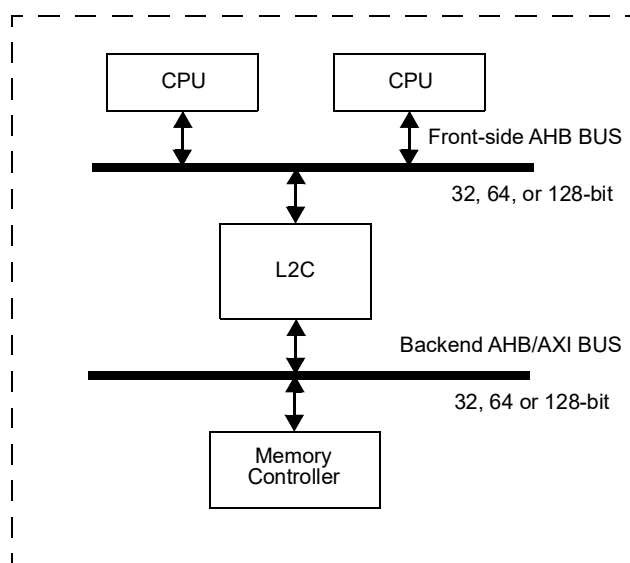 CPU
CPU
Front-side AHB BUS
32, 64, or 128-bit
L2C
Backend AHB/AXI BUS
32, 64 or 128-bit
Memory
Controller